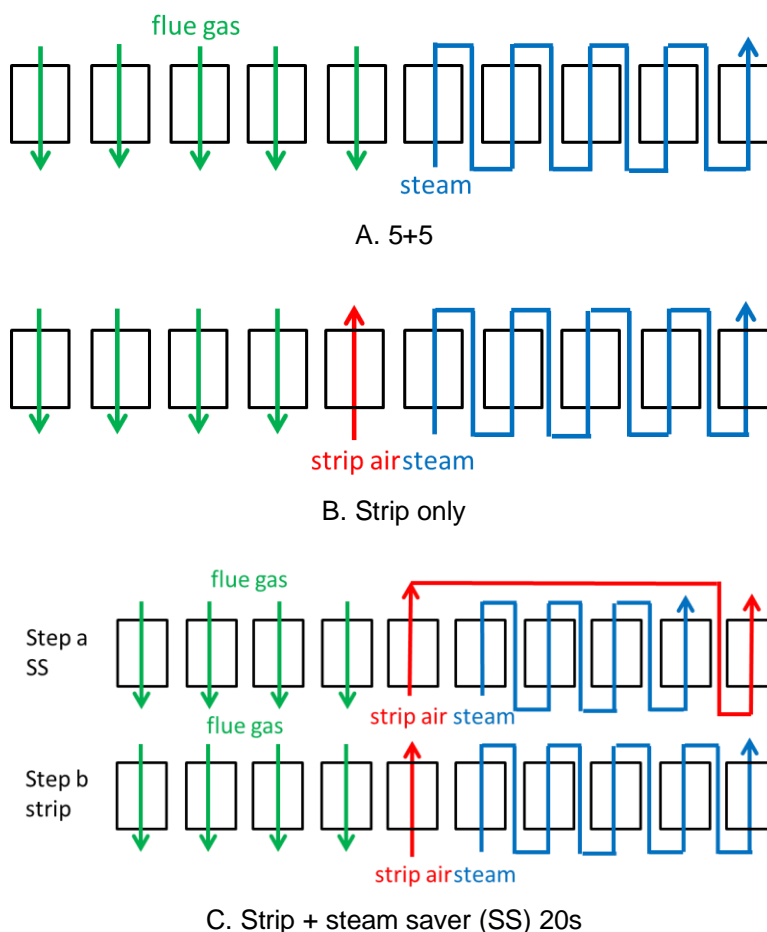 flue gas
steam
A. 5+5
strip air steam
B. Strip only
flue gas
Step a
SS
strip air steam
flue gas
Step b
strip
strip air steam
C. Strip + steam saver (SS) 20s